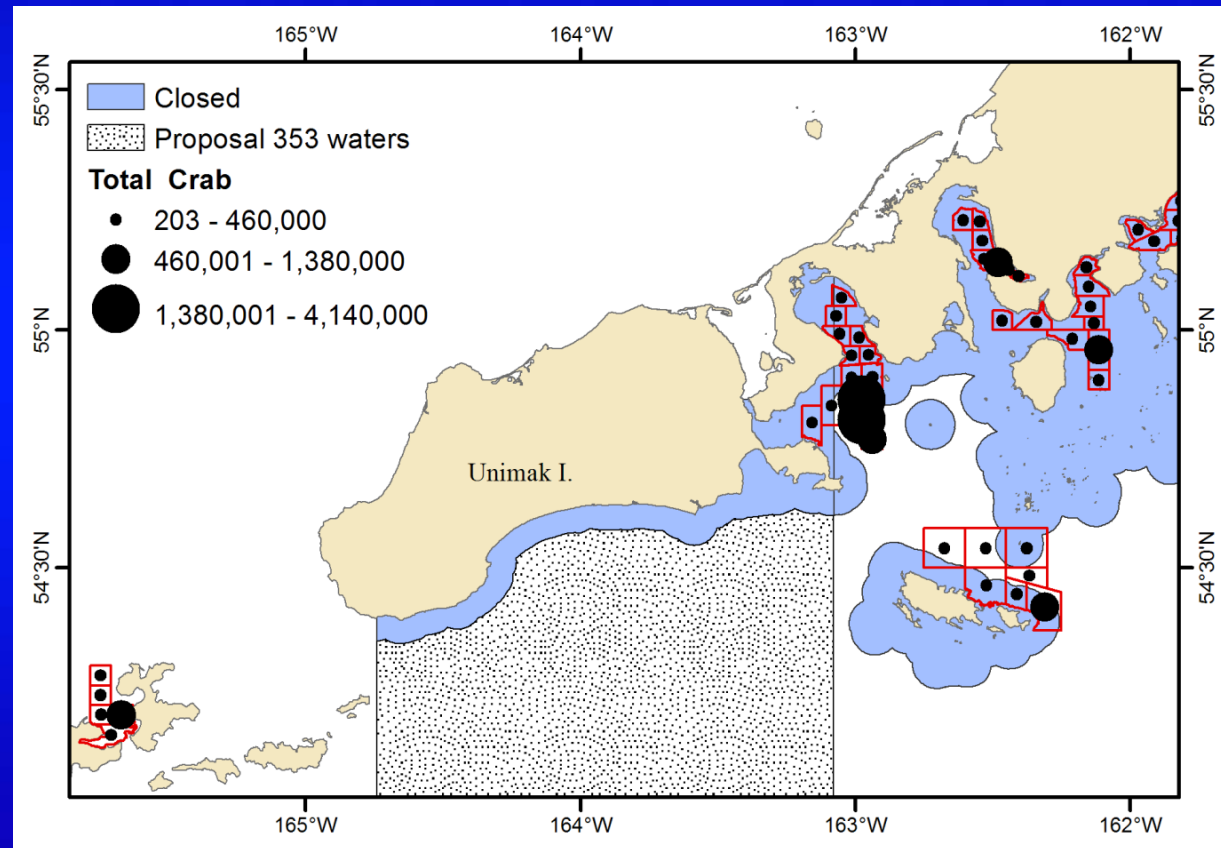 165°W 164°W 163°W 162°W
55°30'N 55°30'N
Closed
Proposal 353 waters
Total Crab
203 - 460,000
460,001 - 1,380,000
1,380,001 - 4,140,000
55°N 55°N
Unimak I.
54°30'N 54°30'N
165°W 164°W 163°W 162°W